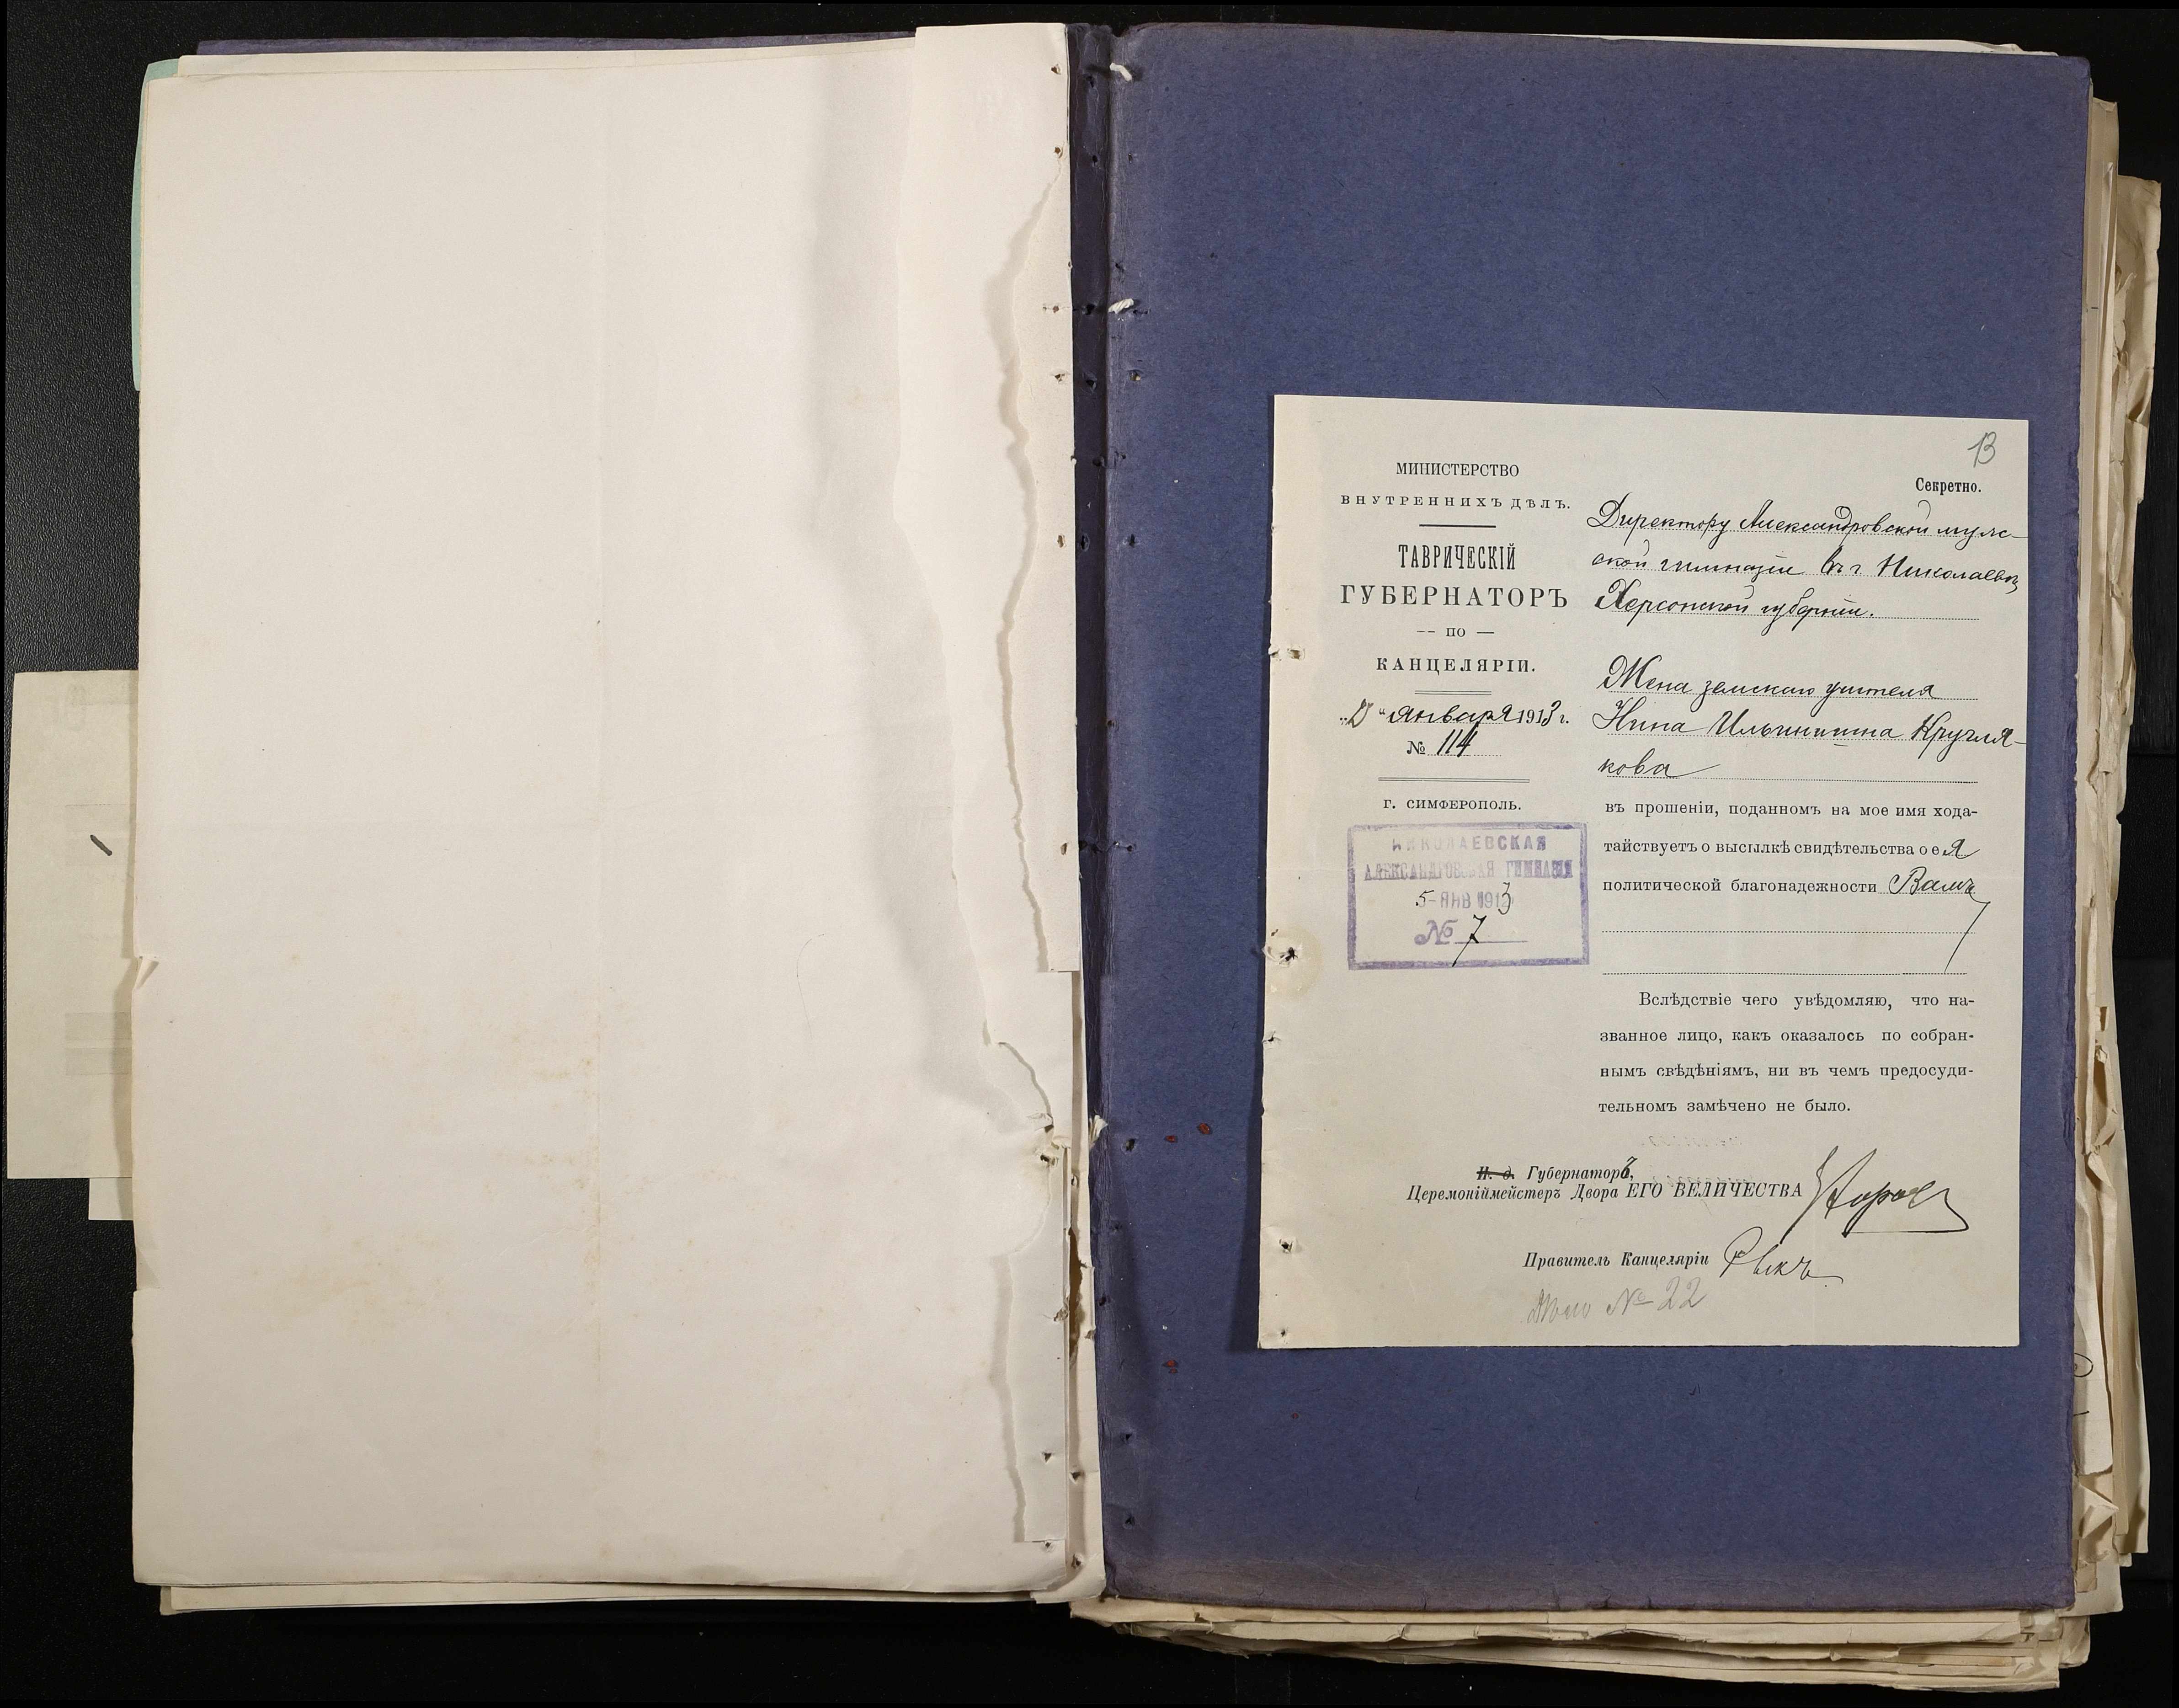 13
Секретно.
МИНИСТЕРСТВО
ВНУТРЕННИХЪ ДѢЛЪ.
ТАВРИЧЕСКІЙ
ГУБЕРНАТОРЪ
-- ПО —
КАНЦЕЛЯРІИ.
Января 1913 г.
№ 114
Г. СИМФЕРОПОЛЬ.
НИКОЛАЕВСКАЯ
АЛЕКСАНДРОВСКАЯ ГИМНАЗІЯ
5-ЯНВ 1913
№ 7
Директору Александровской муж-
ской гимназіи въ г Николаевѣ,
Херсонской губерніи.
Жена земскаго учителя
Нина Ильинишна Кругля-
кова
въ прошеніи, поданномъ на мое имя хода-
тайствуетъ о высылкѣ свидѣтельства о ея
политической благонадежности Вамъ
Вслѣдствіе чего увѣдомляю, что на-
званное лицо, какъ оказалось по собран-
нымъ свѣдѣніямъ, ни въ чемъ предосуди-
тельномъ замѣчено не было.
И. д. Губернаторъ,
Церемоніймейстеръ Двора ЕГО ВЕЛИЧЕСТВА
Правитель Канцеляріи
№ 22